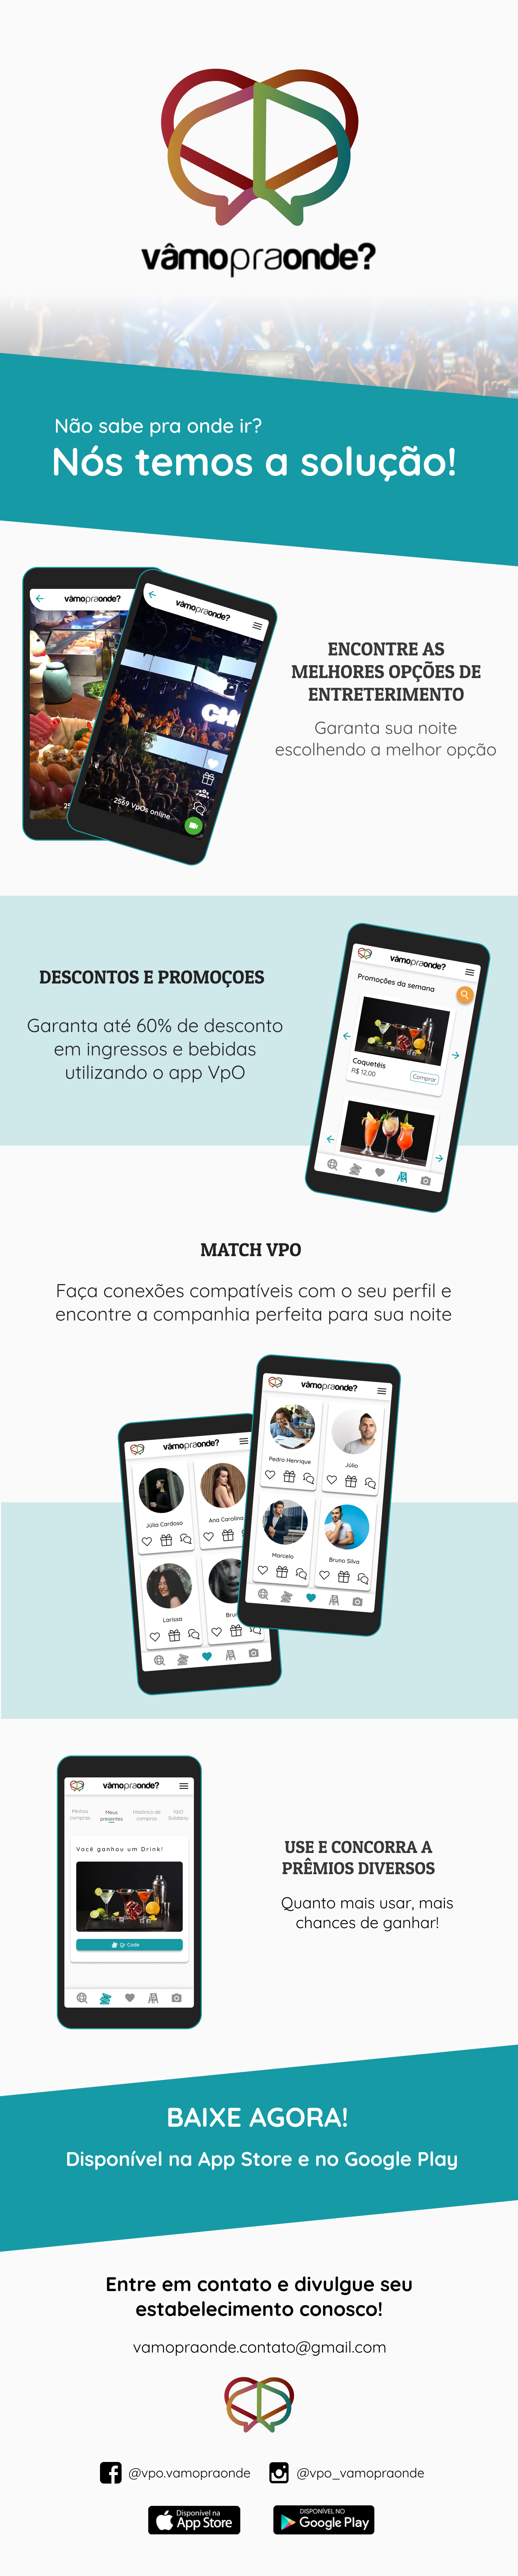 vâmopraonde?
Não sabe pra onde ir?
Nós temos a solução!
vâmopraonde?
vâmopraonde?
CH
25
2569 VpOs online
ENCONTRE AS
MELHORES OPÇÕES DE
ENTRETERIMENTO
Garanta sua noite
escolhendo a melhor opção
DESCONTOS E PROMOÇOES
Garanta até 60% de desconto
em ingressos e bebidas
utilizando o app VpO
vâmopraonde?
Promoções da semana
Coquetéis
R$ 12,00
Comprar
MATCH VPO
Faça conexões compatíveis com o seu perfil e
encontre a companhia perfeita para sua noite
vâmopraonde?
Pedro Henrique
Júlio
Marcelo
Bruno Silva
vâmopraonde?
Júlia Cardoso
Ana Carolina
Larissa
Bru
vâmopraonde?
Minhas
compras
Meus
presentes
Histórico de
compras
VpO
Solidário
Você ganhou um Drink!
Qr Code
USE E CONCORRA A
PRÊMIOS DIVERSOS
Quanto mais usar, mais
chances de ganhar!
BAIXE AGORA!
Disponível na App Store e no Google Play
Entre em contato e divulgue seu
estabelecimento conosco!
vamopraonde.contato@gmail.com
@vpo.vamopraonde
@vpo_vamopraonde
Disponível na
App Store
DISPONÍVEL NO
Google Play